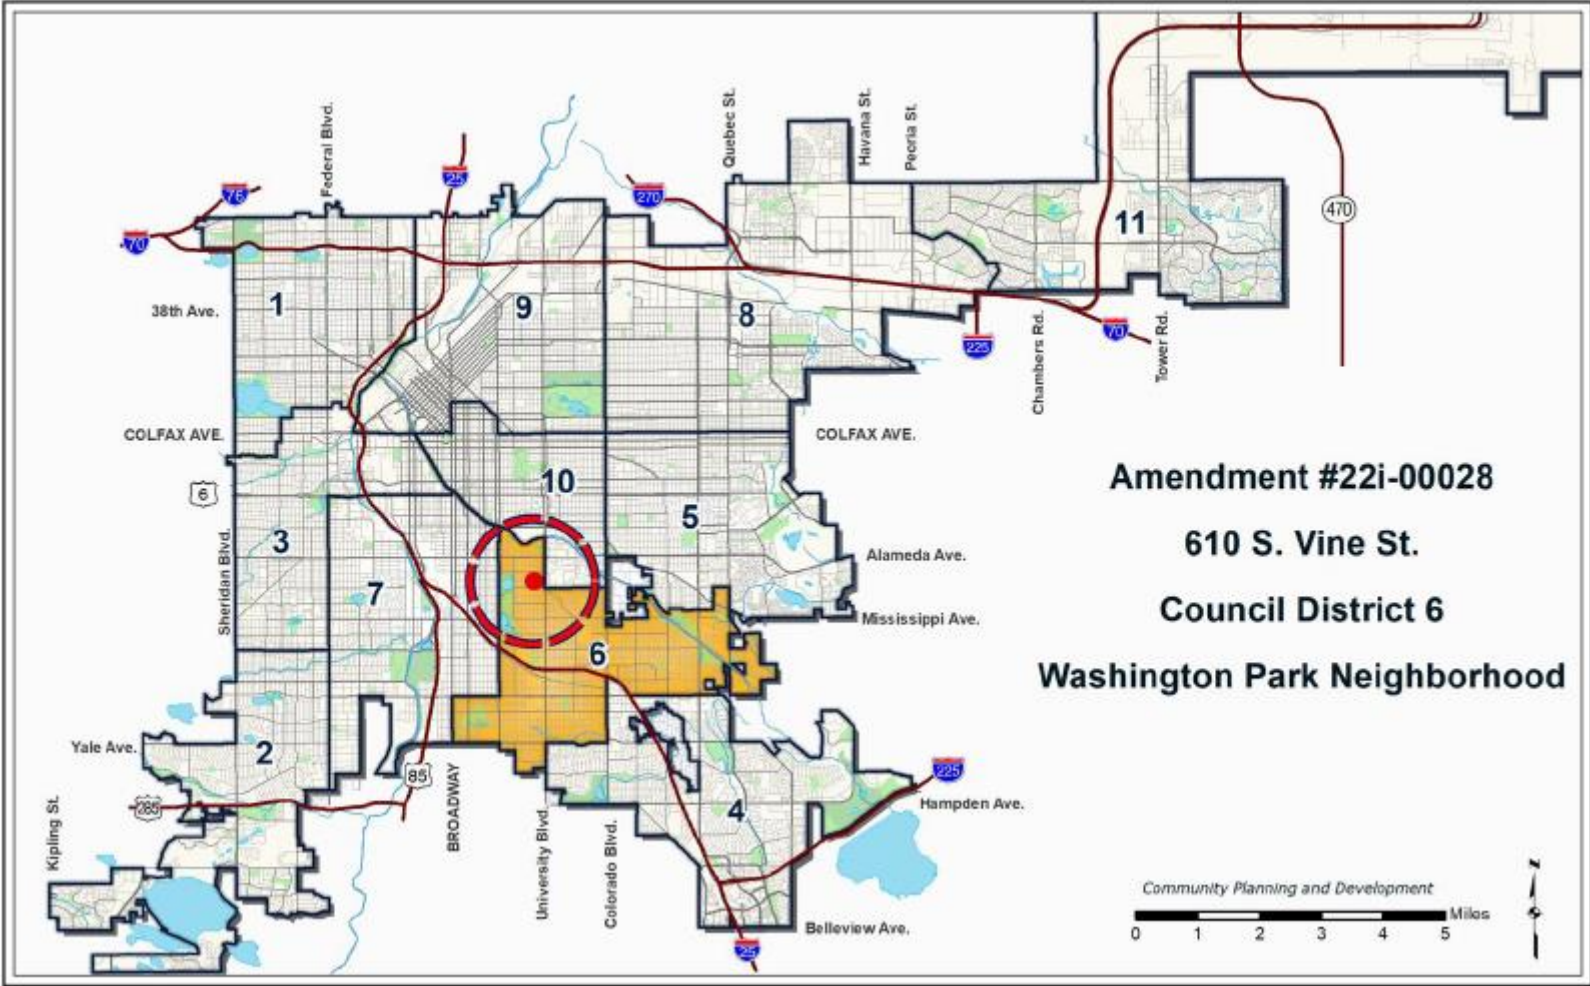 Federal Blvd.
Quebec St.
Havana St.
Peoria St.
76
25
270
70
470
11
38th Ave.
1
9
8
225
70
Chambers Rd.
Tower Rd.
COLFAX AVE.
COLFAX AVE.
6
10
5
3
Sheridan Blvd.
7
Alameda Ave.
Mississippi Ave.
6
Amendment #22i-00028
610 S. Vine St.
Council District 6
Washington Park Neighborhood
Yale Ave.
2
85
285
225
Hampden Ave.
4
Kipling St.
BROADWAY
University Blvd.
Colorado Blvd.
Belleview Ave.
25
Community Planning and Development
Miles
0 1 2 3 4 5